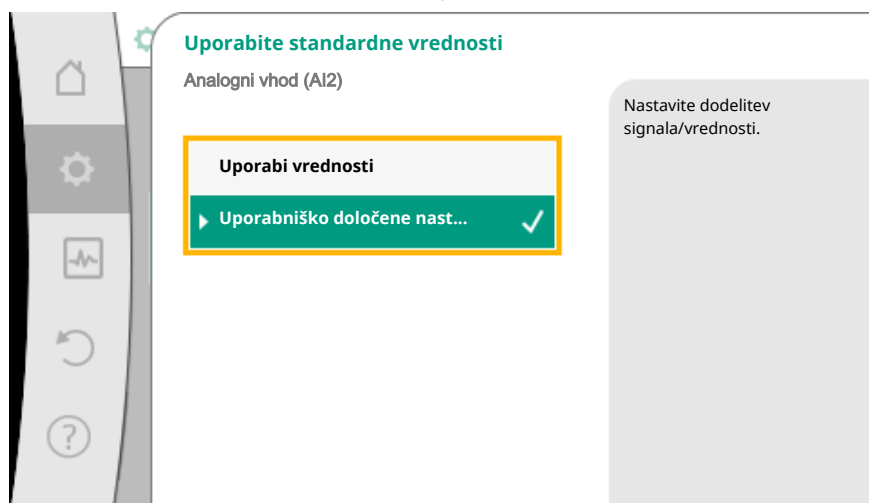 Uporabite standardne vrednosti
Analogni vhod (AI2)
Uporabi vrednosti
Uporabniško določene nast...
Nastavite dodelitev
signala/vrednosti.
?